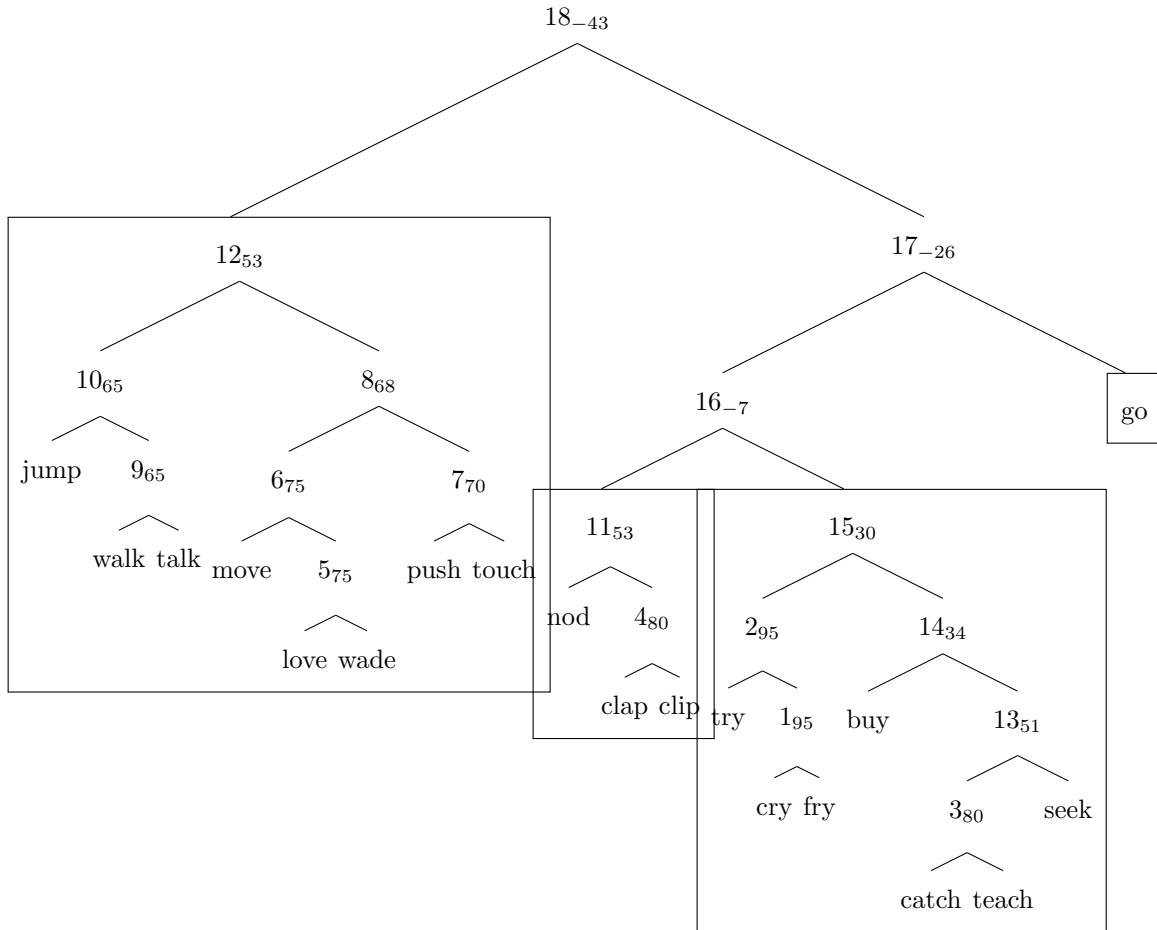 18₋₄₃
12₅₃ 17₋₂₆
10₆₅ 8₆₈ 16₋₇ go
jump 9₆₅ 6₇₅ 7₇₀ 11₅₃ 15₃₀
walk talk move 5₇₅ push touch nod 4₈₀ 2₉₅ 14₃₄
love wade clap clip try 1₉₅ buy 13₅₁
cry fry 3₈₀ seek
catch teach